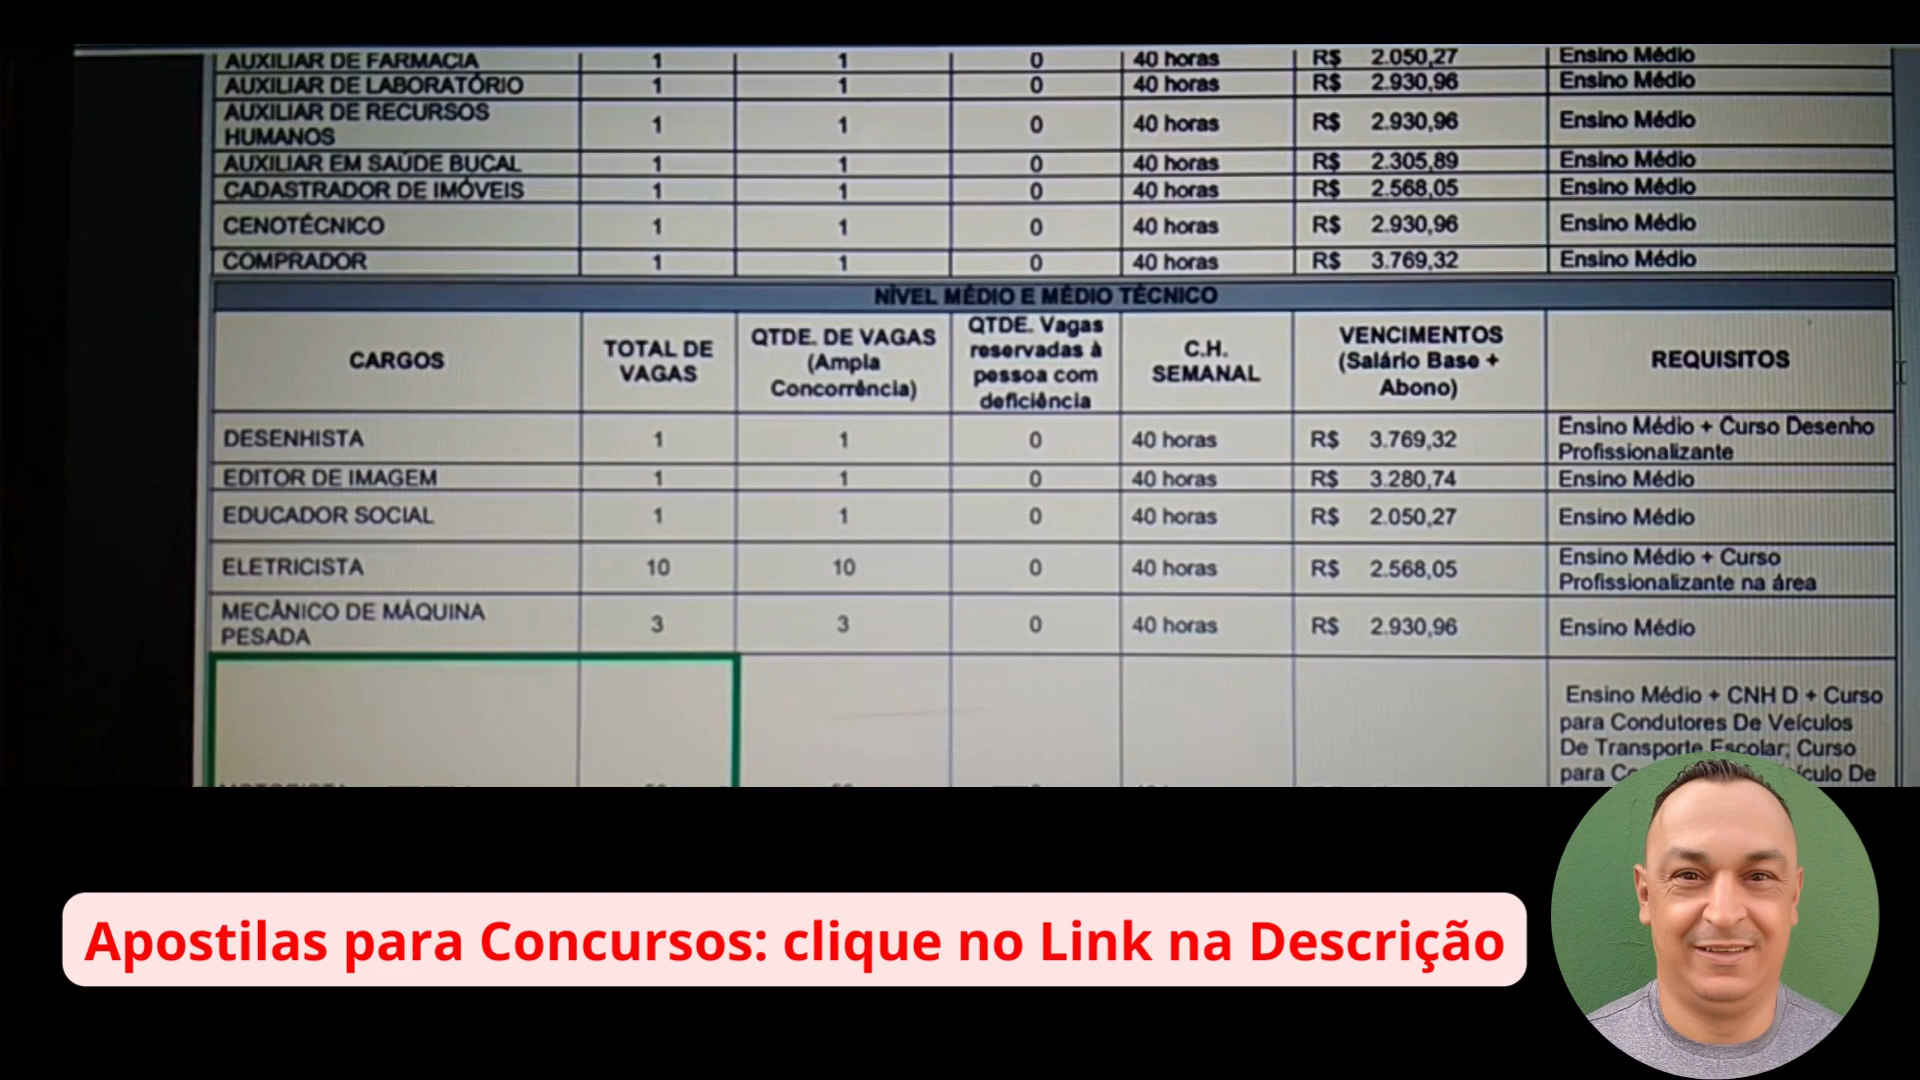 AUXILIAR DE FARMACIA 1 1 0 40 horas R$ 2.050,27 Ensino Médio
AUXILIAR DE LABORATÓRIO 1 1 0 40 horas R$ 2.930,96 Ensino Médio
AUXILIAR DE RECURSOS
HUMANOS 1 1 0 40 horas R$ 2.930,96 Ensino Médio
AUXILIAR EM SAÚDE BUCAL 1 1 0 40 horas R$ 2.305,89 Ensino Médio
CADASTRADOR DE IMÓVEIS 1 1 0 40 horas R$ 2.568,05 Ensino Médio
CENOTÉCNICO 1 1 0 40 horas R$ 2.930,96 Ensino Médio
COMPRADOR 1 1 0 40 horas R$ 3.769,32 Ensino Médio
NÍVEL MÉDIO E MÉDIO TÉCNICO
CARGOS
TOTAL DE
VAGAS
QTDE. DE VAGAS
(Ampla
Concorrência)
QTDE. Vagas
reservadas à
pessoa com
deficiência
C.H.
SEMANAL
VENCIMENTOS
(Salário Base +
Abono)
REQUISITOS
DESENHISTA 1 1 0 40 horas R$ 3.769,32 Ensino Médio + Curso Desenho
Profissionalizante
EDITOR DE IMAGEM 1 1 0 40 horas R$ 3.280,74 Ensino Médio
EDUCADOR SOCIAL 1 1 0 40 horas R$ 2.050,27 Ensino Médio
ELETRICISTA 10 10 0 40 horas R$ 2.568,05 Ensino Médio + Curso
Profissionalizante na área
MECÂNICO DE MÁQUINA
PESADA 3 3 0 40 horas R$ 2.930,96 Ensino Médio
Ensino Médio + CNH D + Curso
para Condutores De Veículos
De Transporte Escolar; Curso
para De
Apostilas para Concursos: clique no Link na Descrição